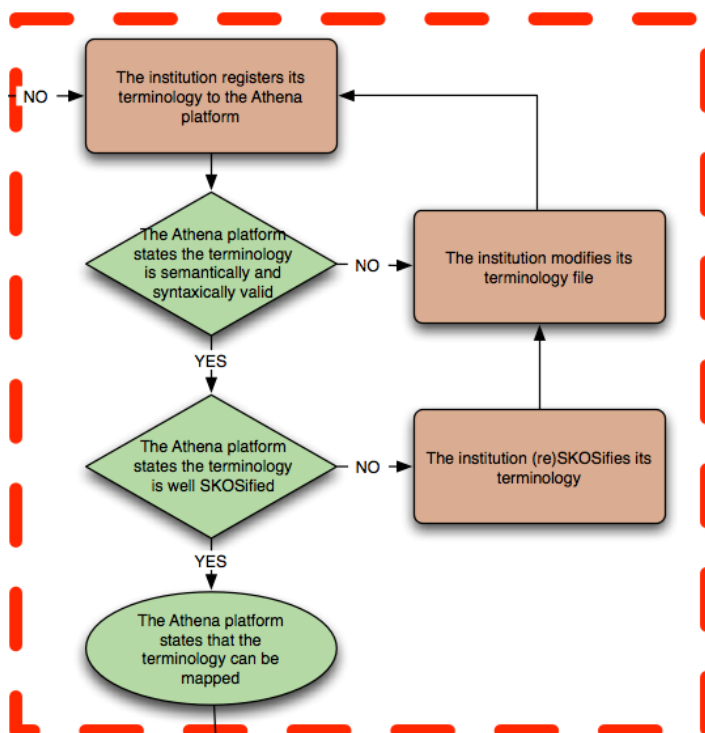 The institution registers its
terminology to the Athena
platform
NO
The Athena platform
states the terminology
is semantically and
syntaxically valid
NO
The institution modifies its
terminology file
YES
The Athena platform
states the terminology
is well SKOSified
NO
The institution (re)SKOSifies its
terminology
YES
The Athena platform
states that the
terminology can be
mapped